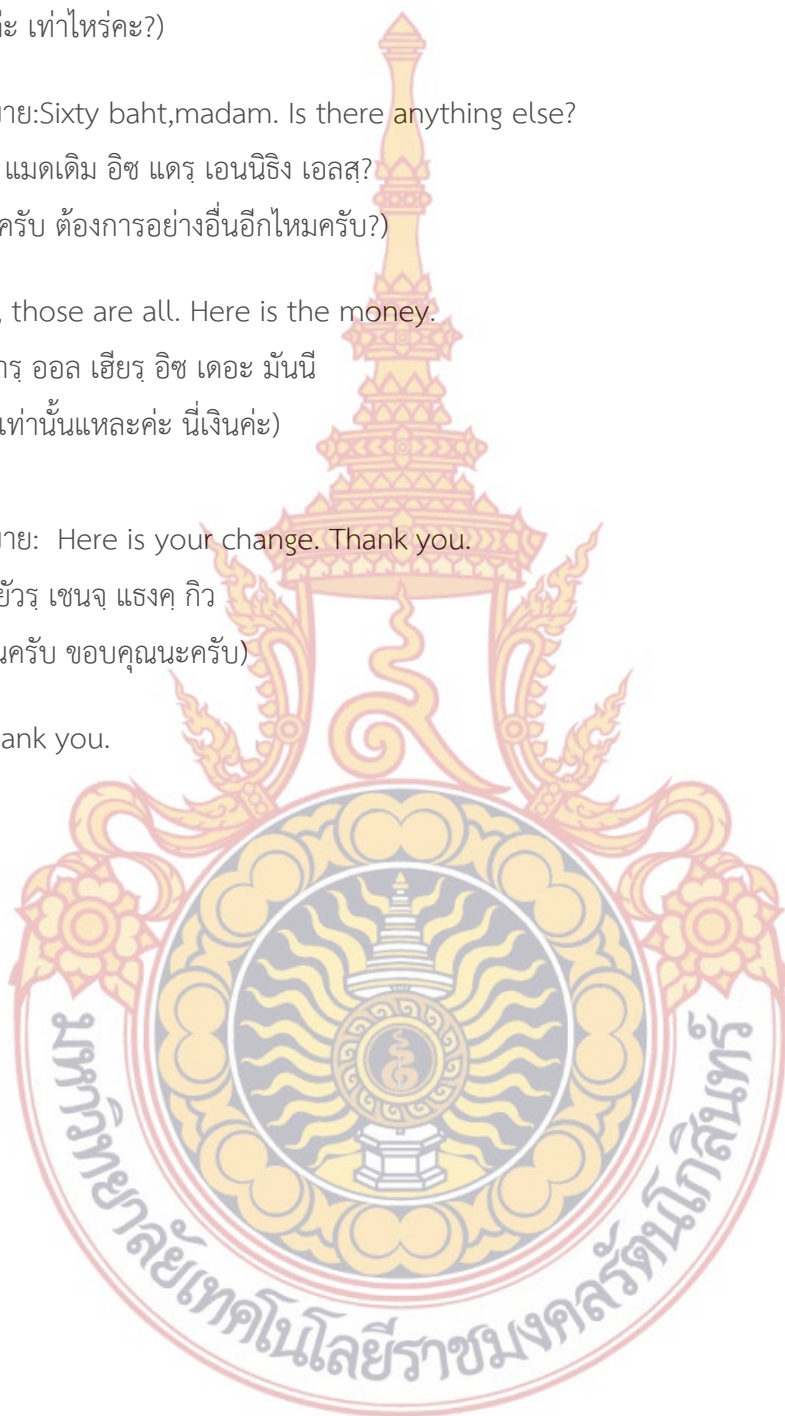 ค่ะ เท่าไหร่คะ?)
าย:Sixty baht,madam. Is there anything else?
แมดเดิม อิซ แดรฺ เอนนิธิง เอลสฺ?
ครับ ต้องการอย่างอื่นอีกไหมครับ?)
, those are all. Here is the money.
ารฺ ออล เฮียรฺ อิซ เดอะ มันนี
เท่านั้นแหละค่ะ นี่เงินค่ะ)
าย: Here is your change. Thank you.
ยัวรฺ เชนจฺ แธงคฺ กิว
นครับ ขอบคุณนะครับ)
ank you.
มหาวิทยาลัยเทคโนโลยีราชมงคลรัตนโกสินทร์